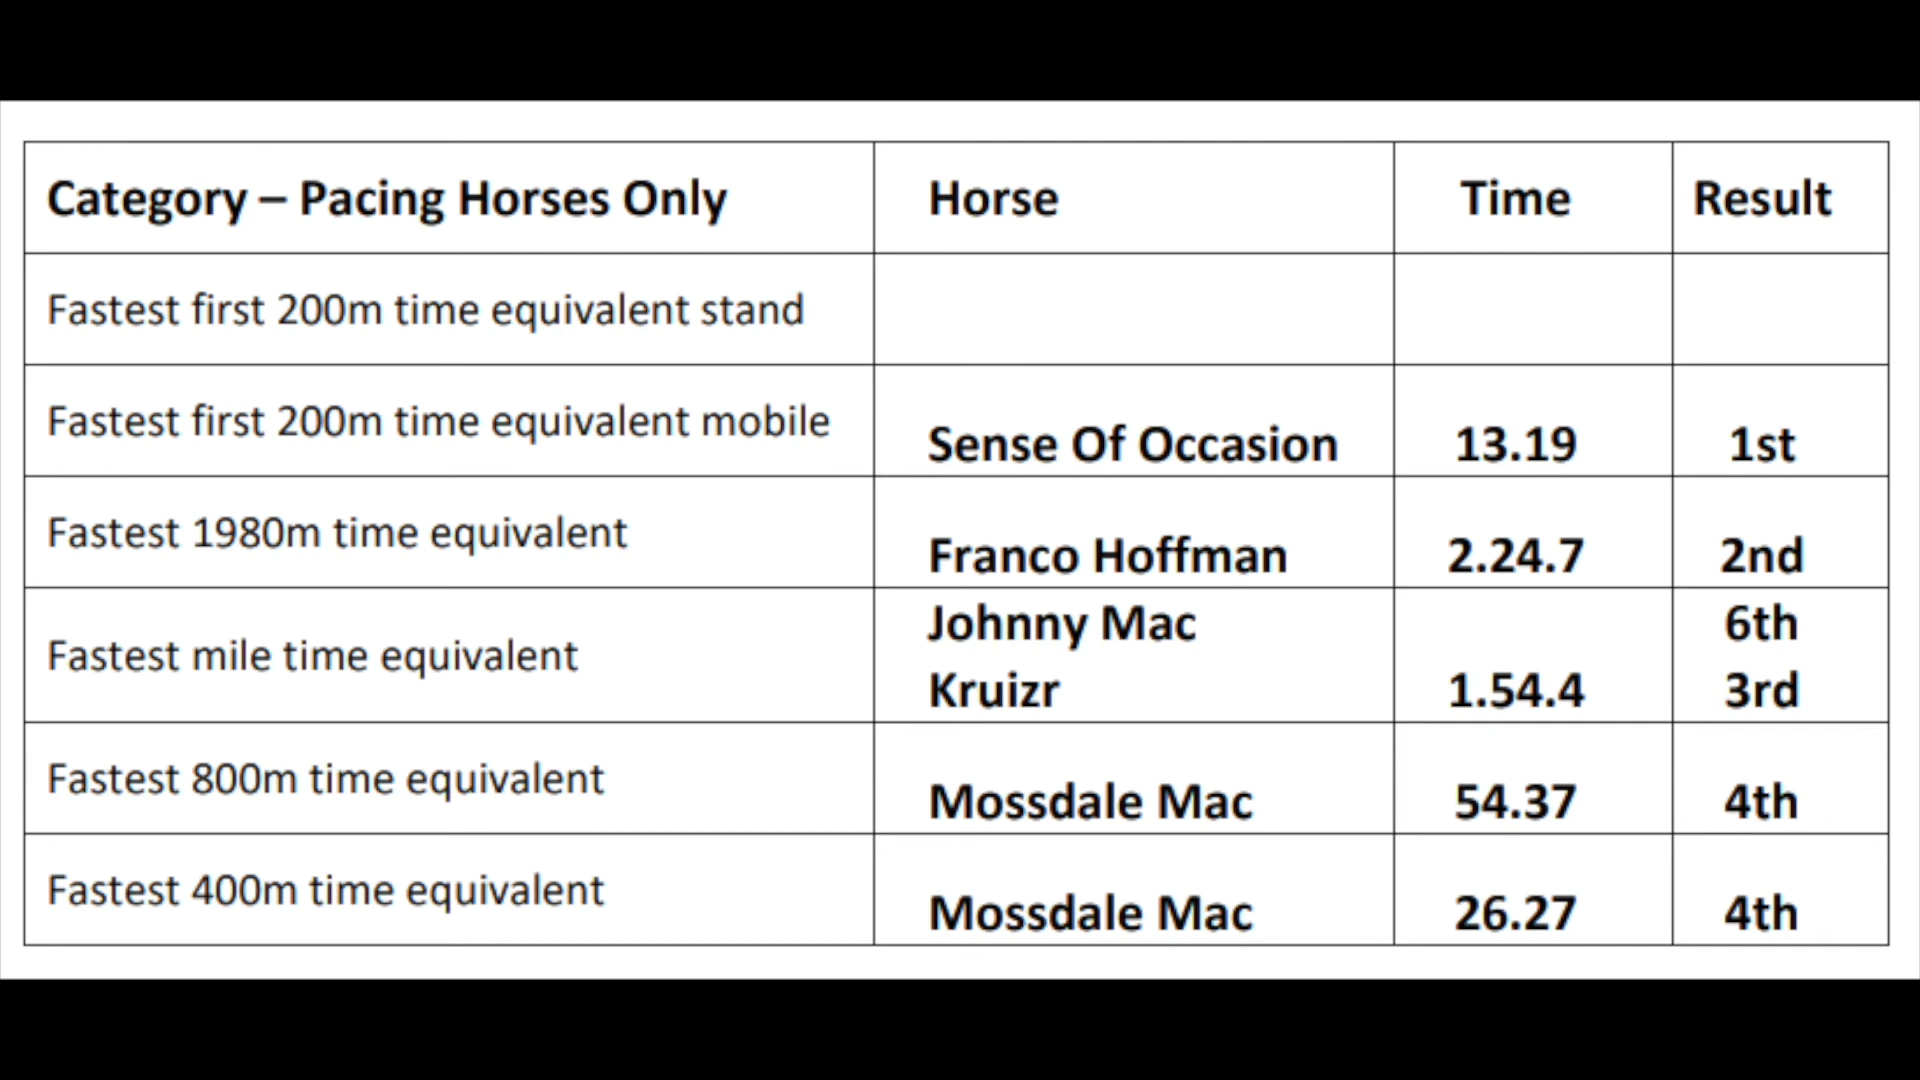 Category – Pacing Horses Only Horse Time Result
Fastest first 200m time equivalent stand
Fastest first 200m time equivalent mobile Sense Of Occasion 13.19 1st
Fastest 1980m time equivalent Franco Hoffman 2.24.7 2nd
Johnny Mac 6th
Fastest mile time equivalent
Kruizr 1.54.4 3rd
Fastest 800m time equivalent Mossdale Mac 54.37 4th
Fastest 400m time equivalent Mossdale Mac 26.27 4th